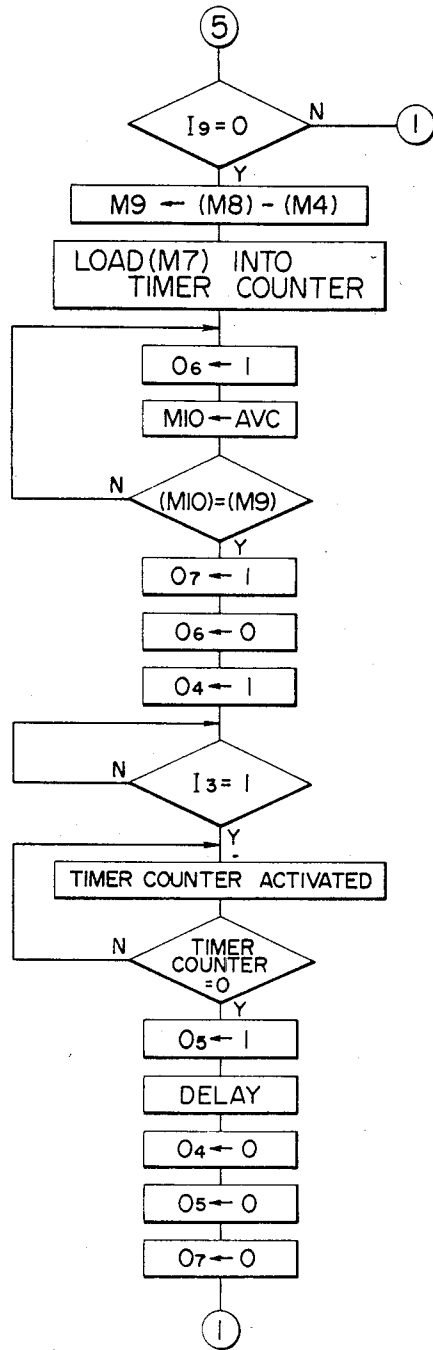 5
I9=0
N
1
Y
M9 ← (M8) - (M4)
LOAD(M7) INTO
TIMER COUNTER
O6 ← 1
M10 ← AVC
N
(M10)=(M9)
Y
O7 ← 1
O6 ← 0
O4 ← 1
N
I3=1
Y
TIMER COUNTER ACTIVATED
N
TIMER
COUNTER
=0
Y
O5 ← 1
DELAY
O4 ← 0
O5 ← 0
O7 ← 0
1